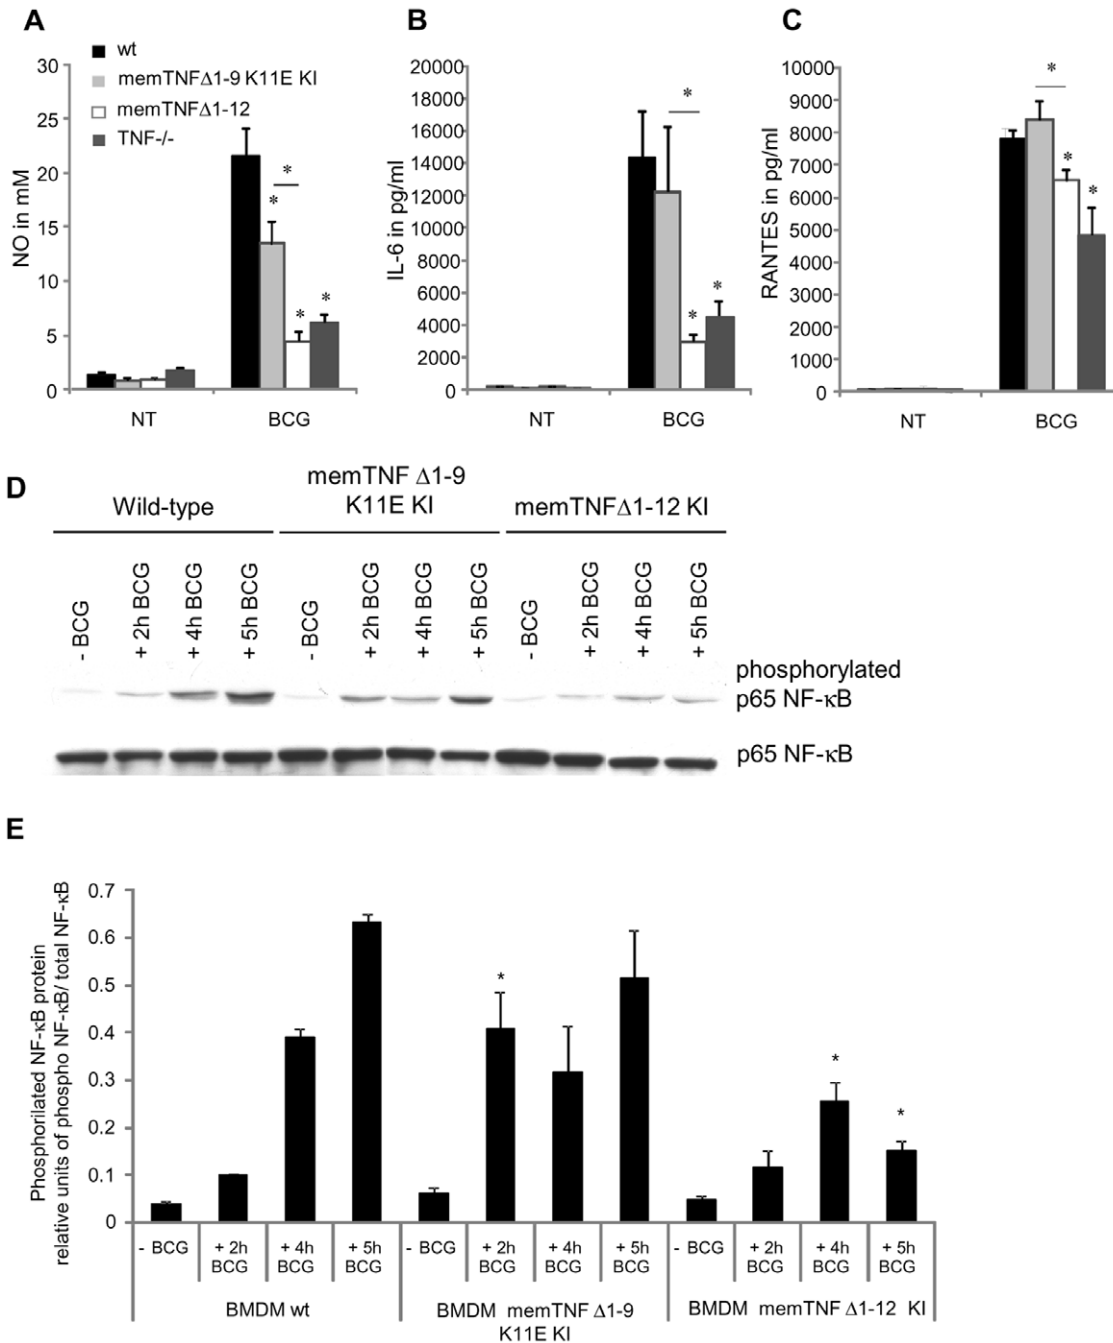 A
wt
memTNFΔ1-9 K11E KI
memTNFΔ1-12
TNF-/-
NO in mM
30
25
20
15
10
5
0
*
*
*
*
NT
BCG
B
IL-6 in pg/ml
20000
18000
16000
14000
12000
10000
8000
6000
4000
2000
0
*
*
*
NT
BCG
C
RANTES in pg/ml
10000
9000
8000
7000
6000
5000
4000
3000
2000
1000
0
*
*
*
NT
BCG
D
Wild-type
memTNF Δ1-9
K11E KI
memTNFΔ1-12 KI
- BCG
+ 2h BCG
+ 4h BCG
+ 5h BCG
- BCG
+ 2h BCG
+ 4h BCG
+ 5h BCG
- BCG
+ 2h BCG
+ 4h BCG
+ 5h BCG
phosphorylated
p65 NF-κB
p65 NF-κB
E
Phosphorilated NF-κB protein
relative units of phospho NF-κB/ total NF-κB
0.7
0.6
0.5
0.4
0.3
0.2
0.1
0
*
*
*
- BCG
+ 2h
BCG
+ 4h
BCG
+ 5h
BCG
- BCG
+ 2h
BCG
+ 4h
BCG
+ 5h
BCG
- BCG
+ 2h
BCG
+ 4h
BCG
+ 5h
BCG
BMDM wt
BMDM memTNF Δ1-9
K11E KI
BMDM memTNF Δ1-12 KI